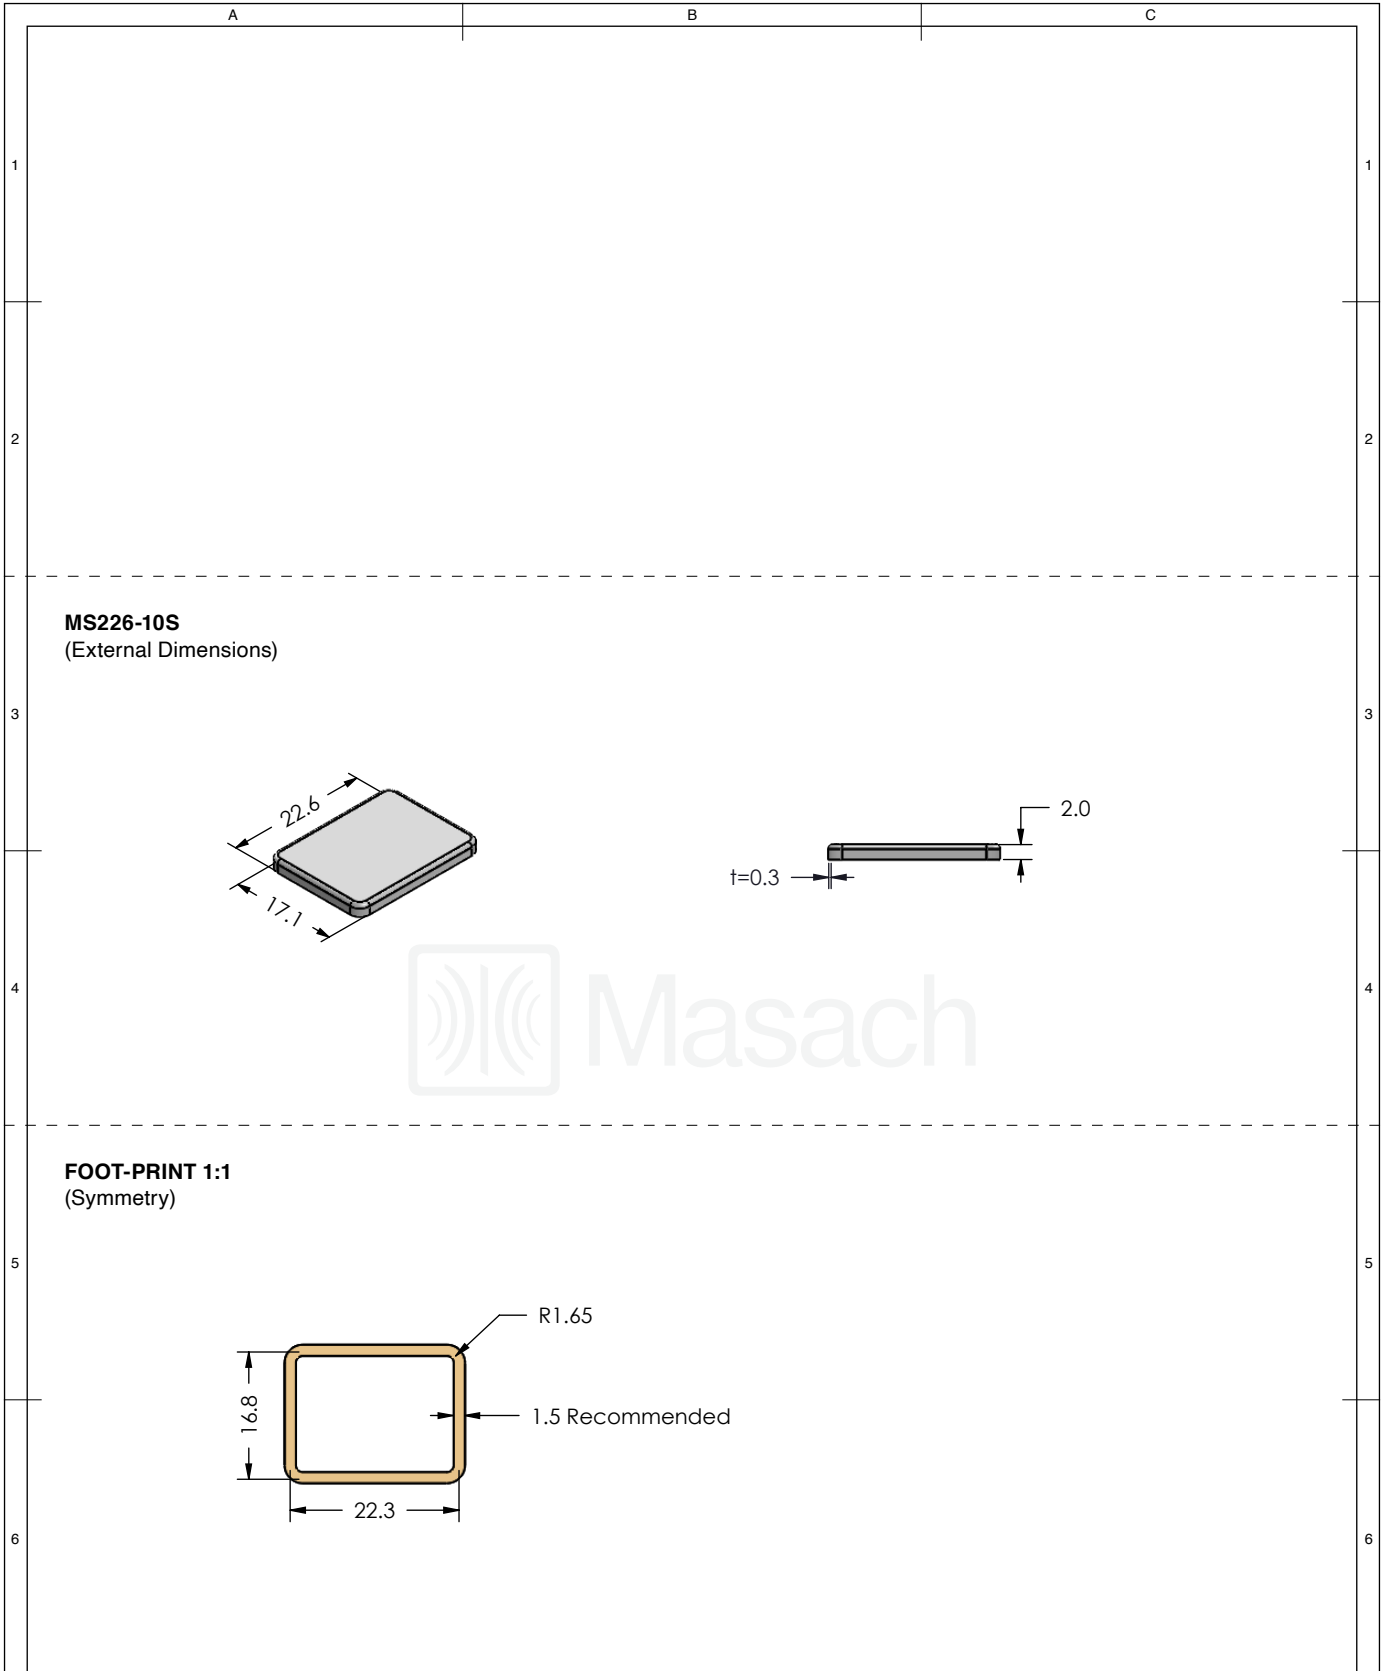 A B C
1 1
2 2
MS226-10S
(External Dimensions)
3 3
22.6
17.1
2.0
t=0.3
Masach
4 4
FOOT-PRINT 1:1
(Symmetry)
5 5
R1.65
16.8
1.5 Recommended
22.3
6 6